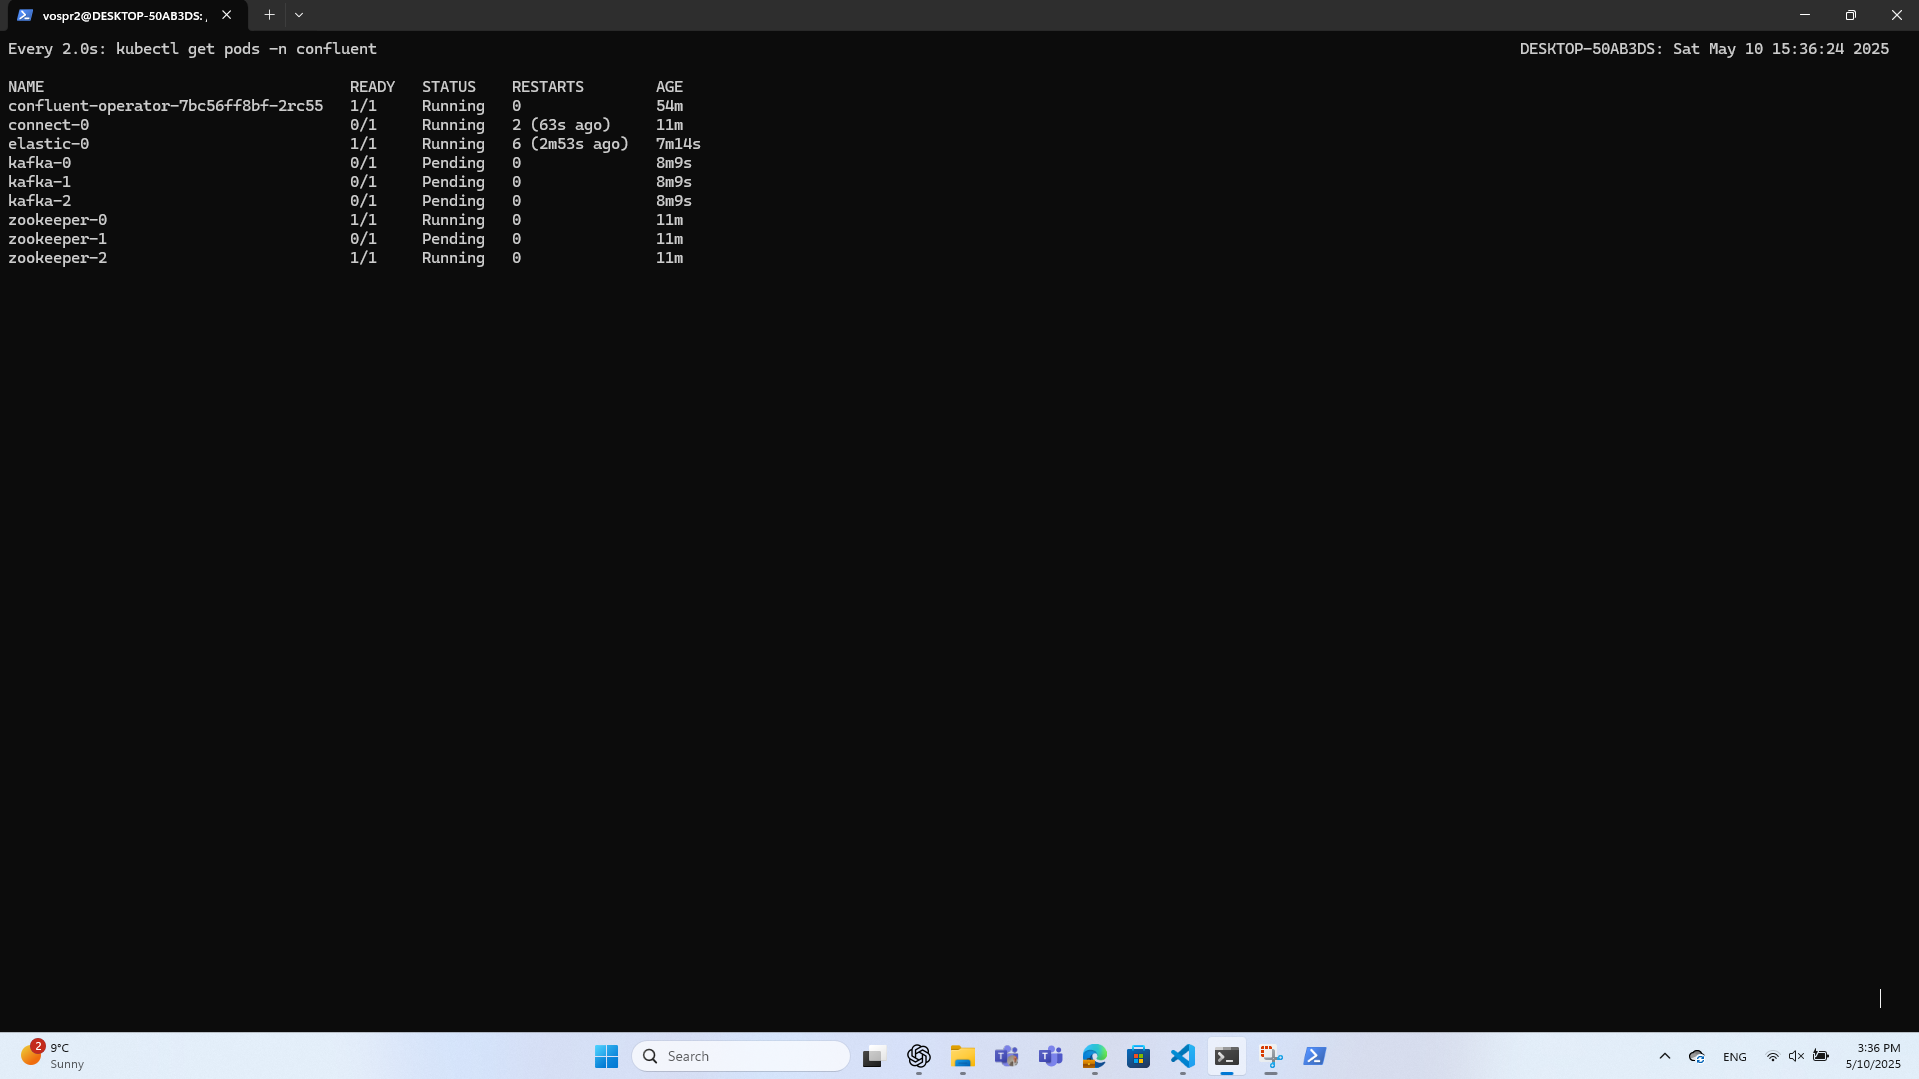 vospr2@DESKTOP-50AB3DS:
Every 2.0s: kubectl get pods -n confluent DESKTOP-50AB3DS: Sat May 10 15:36:24 2025
NAME READY STATUS RESTARTS AGE
confluent-operator-7bc56ff8bf-2rc55 1/1 Running 0 54m
connect-0 0/1 Running 2 (63s ago) 11m
elastic-0 1/1 Running 6 (2m53s ago) 7m14s
kafka-0 0/1 Pending 0 8m9s
kafka-1 0/1 Pending 0 8m9s
kafka-2 0/1 Pending 0 8m9s
zookeeper-0 1/1 Running 0 11m
zookeeper-1 0/1 Pending 0 11m
zookeeper-2 1/1 Running 0 11m
2
9°C
Sunny
Search
ENG
3:36 PM
5/10/2025